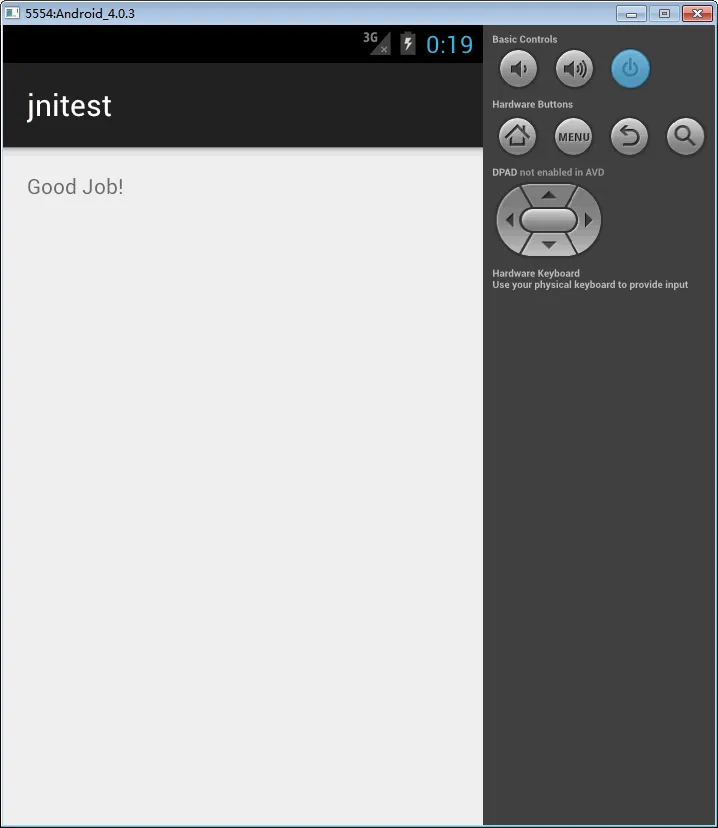 5554:Android_4.0.3
3G
0:19
jnitest
Good Job!
Basic Controls
Hardware Buttons
MENU
DPAD not enabled in AVD
Hardware Keyboard
Use your physical keyboard to provide input